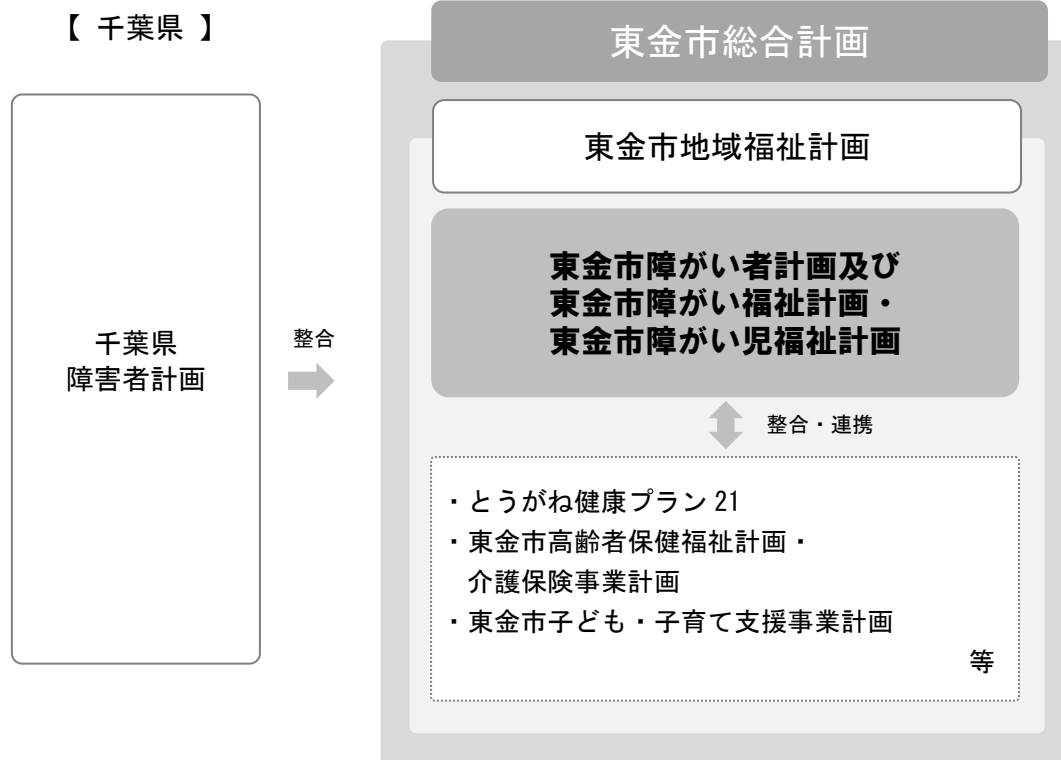 【 千葉県 】
千葉県
障害者計画
整合
東金市総合計画
東金市地域福祉計画
東金市障がい者計画及び
東金市障がい福祉計画・
東金市障がい児福祉計画
整合・連携
・とうがね健康プラン 21
・東金市高齢者保健福祉計画・
介護保険事業計画
・東金市子ども・子育て支援事業計画
等